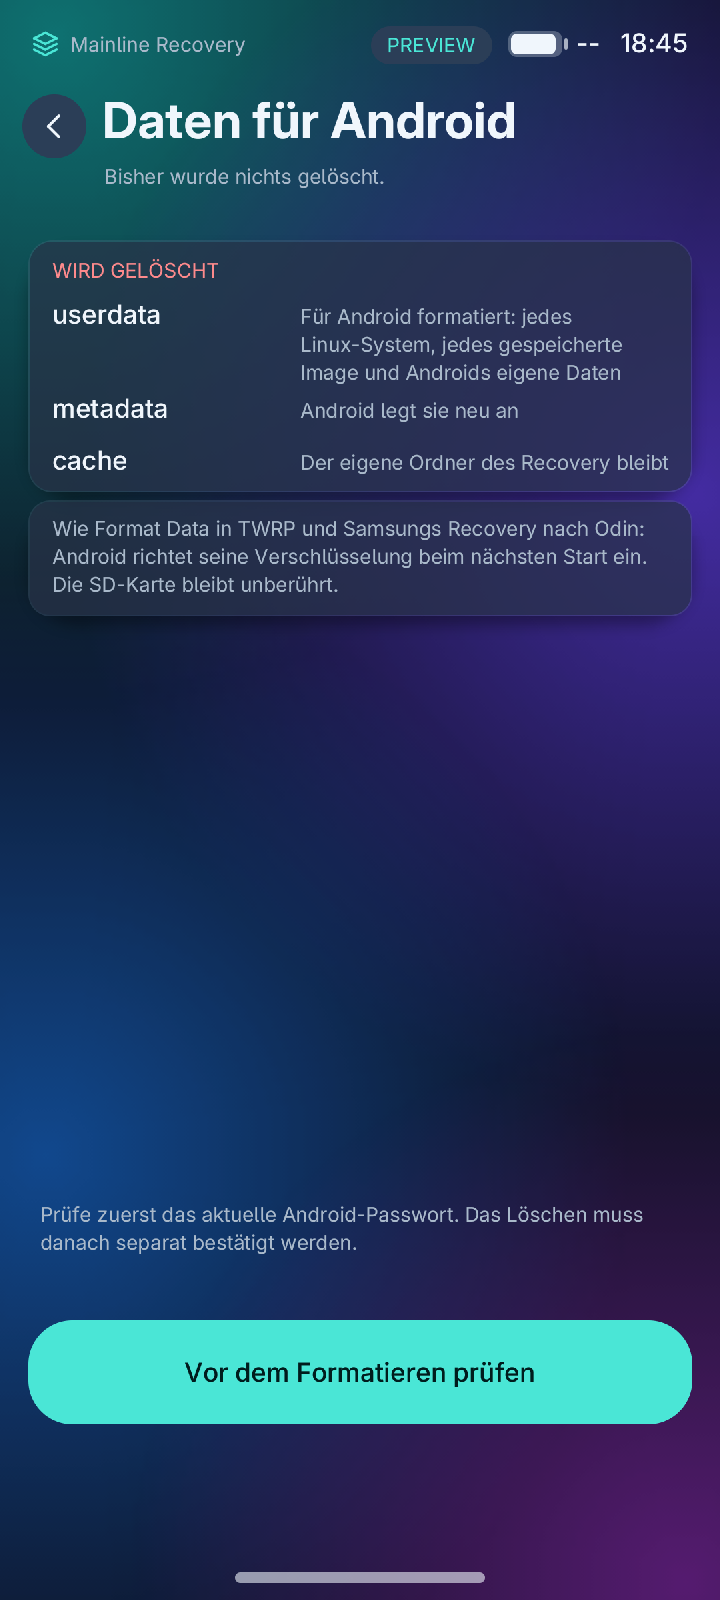 Mainline Recovery
PREVIEW
--
18:45
Daten für Android
Bisher wurde nichts gelöscht.
WIRD GELÖSCHT
userdata
Für Android formatiert: jedes
Linux-System, jedes gespeicherte
Image und Androids eigene Daten
metadata
Android legt sie neu an
cache
Der eigene Ordner des Recovery bleibt
Wie Format Data in TWRP und Samsungs Recovery nach Odin:
Android richtet seine Verschlüsselung beim nächsten Start ein.
Die SD-Karte bleibt unberührt.
Prüfe zuerst das aktuelle Android-Passwort. Das Löschen muss
danach separat bestätigt werden.
Vor dem Formatieren prüfen